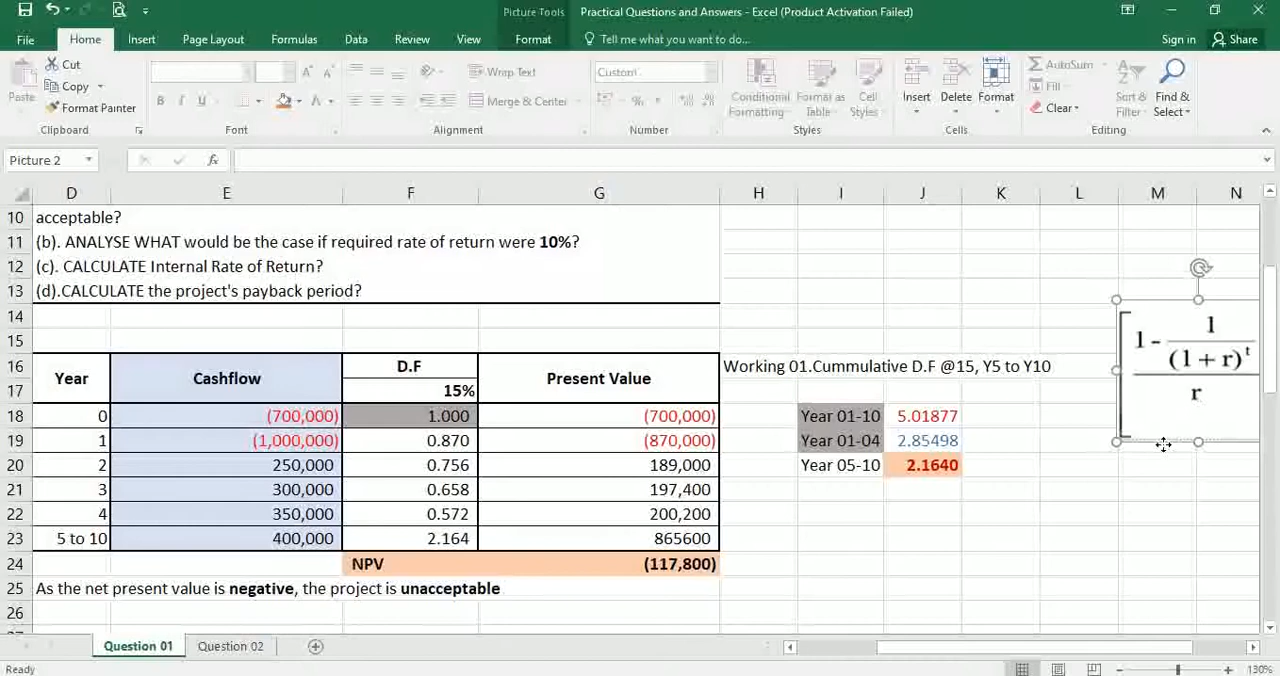 Picture Tools
Practical Questions and Answers - Excel (Product Activation Failed)
File Home Insert Page Layout Formulas Data Review View Format Tell me what you want to do... Sign in Share
Paste
Cut
Copy
Format Painter
Clipboard
B I U A
Font
Wrap Text
Merge & Center
Alignment
Custom
%
Number
Conditional Formatting
Format as Table
Cell Styles
Styles
Insert Delete Format
Cells
AutoSum
Fill
Clear
Sort & Filter
Find & Select
Editing
Picture 2 fx
D E F G H I J K L M N
10 acceptable?
11 (b). ANALYSE WHAT would be the case if required rate of return were 10%?
12 (c). CALCULATE Internal Rate of Return?
13 (d).CALCULATE the project's payback period?
14
15
16 Year Cashflow D.F Present Value Working 01.Cummulative D.F @15, Y5 to Y10
17 15%
18 0 (700,000) 1.000 (700,000) Year 01-10 5.01877
19 1 (1,000,000) 0.870 (870,000) Year 01-04 2.85498
20 2 250,000 0.756 189,000 Year 05-10 2.1640
21 3 300,000 0.658 197,400
22 4 350,000 0.572 200,200
23 5 to 10 400,000 2.164 865600
24 NPV (117,800)
25 As the net present value is negative, the project is unacceptable
26
1 - 1
(1 + r)t
r
Question 01 Question 02
Ready 130%